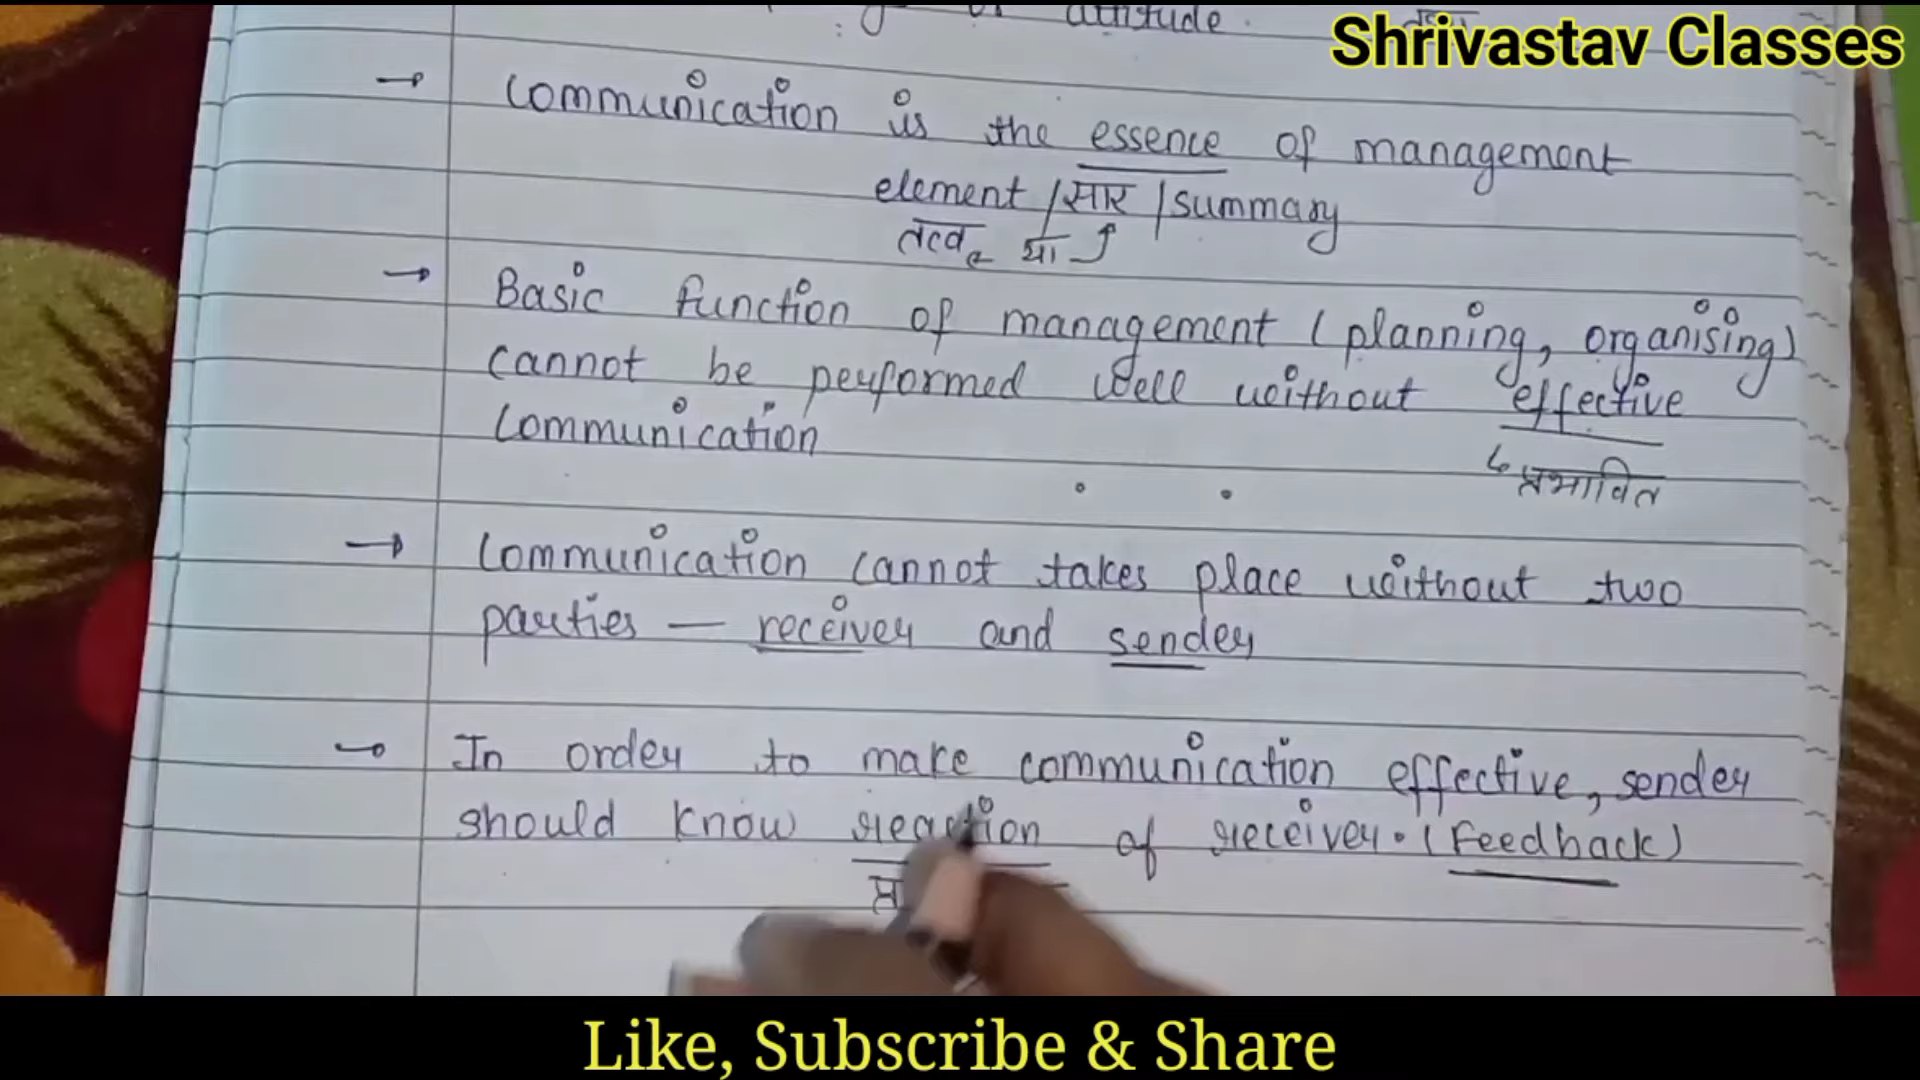 attitude.
Shrivastav Classes
→ Communication is the essence of management
element / सार / summary
तत्व या
→ Basic function of management (planning, organising)
cannot be performed well without effective
communication
प्रभावित
→ Communication cannot takes place without two
parties — receiver and sender
→ In order to make communication effective, sender
should know reaction of receiver. (Feedback)
Like, Subscribe & Share